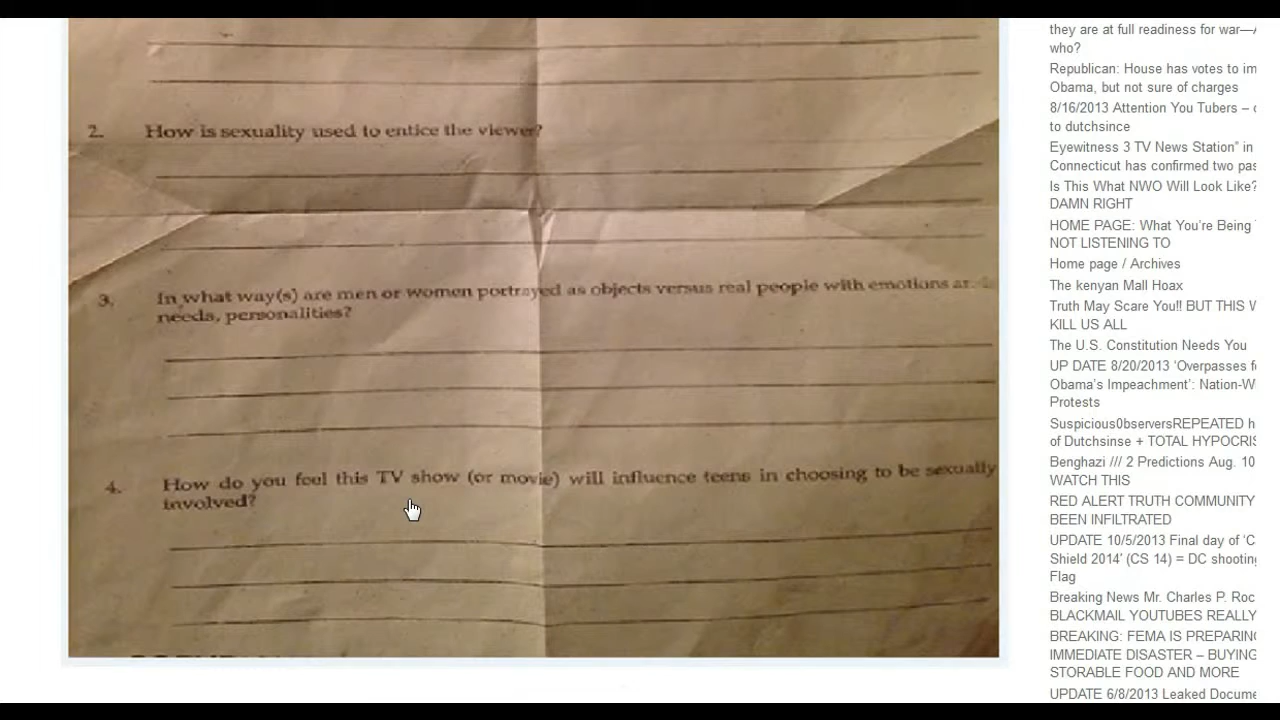 2. How is sexuality used to entice the viewer?
3. In what way(s) are men or women portrayed as objects versus real people with emotions
needs, personalities?
4. How do you feel this TV show (or movie) will influence teens in choosing to be sexually
involved?
they are at full readiness for war—
who?
Republican: House has votes to im
Obama, but not sure of charges
8/16/2013 Attention You Tubers –
to dutchsince
Eyewitness 3 TV News Station" in
Connecticut has confirmed two pas
Is This What NWO Will Look Like?
DAMN RIGHT
HOME PAGE: What You're Being
NOT LISTENING TO
Home page / Archives
The kenyan Mall Hoax
Truth May Scare You!! BUT THIS W
KILL US ALL
The U.S. Constitution Needs You
UP DATE 8/20/2013 'Overpasses fo
Obama's Impeachment': Nation-Wi
Protests
Suspicious0bserversREPEATED h
of Dutchsinse + TOTAL HYPOCRIS
Benghazi /// 2 Predictions Aug. 10
WATCH THIS
RED ALERT TRUTH COMMUNITY
BEEN INFILTRATED
UPDATE 10/5/2013 Final day of 'C
Shield 2014' (CS 14) = DC shooting
Flag
Breaking News Mr. Charles P. Roc
BLACKMAIL YOUTUBES REALLY
BREAKING: FEMA IS PREPARING
IMMEDIATE DISASTER – BUYING
STORABLE FOOD AND MORE
UPDATE 6/8/2013 Leaked Docume